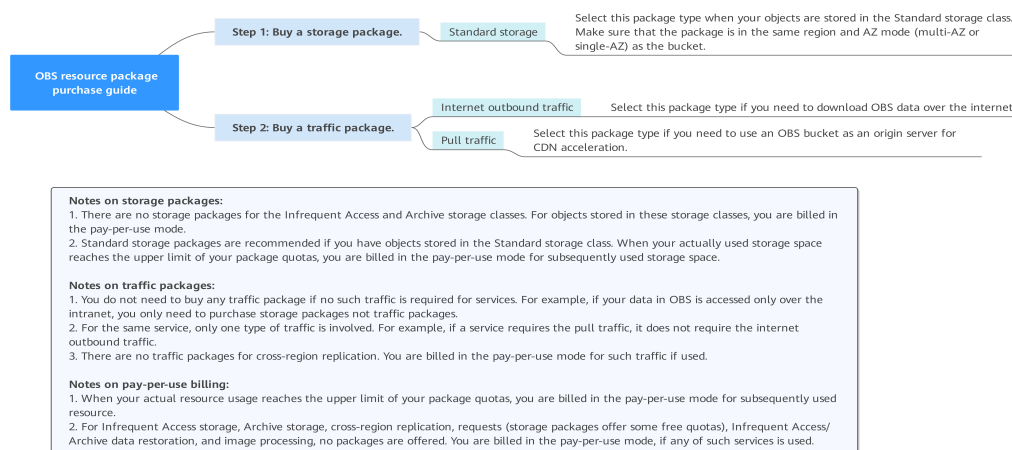 OBS resource package
purchase guide
Step 1: Buy a storage package.
Standard storage
Select this package type when your objects are stored in the Standard storage class.
Make sure that the package is in the same region and AZ mode (multi-AZ or
single-AZ) as the bucket.
Step 2: Buy a traffic package.
Internet outbound traffic
Select this package type if you need to download OBS data over the internet
Pull traffic
Select this package type if you need to use an OBS bucket as an origin server for
CDN acceleration.
Notes on storage packages:
1. There are no storage packages for the Infrequent Access and Archive storage classes. For objects stored in these storage classes, you are billed in
the pay-per-use mode.
2. Standard storage packages are recommended if you have objects stored in the Standard storage class. When your actually used storage space
reaches the upper limit of your package quotas, you are billed in the pay-per-use mode for subsequently used storage space.
Notes on traffic packages:
1. You do not need to buy any traffic package if no such traffic is required for services. For example, if your data in OBS is accessed only over the
intranet, you only need to purchase storage packages not traffic packages.
2. For the same service, only one type of traffic is involved. For example, if a service requires the pull traffic, it does not require the internet
outbound traffic.
3. There are no traffic packages for cross-region replication. You are billed in the pay-per-use mode for such traffic if used.
Notes on pay-per-use billing:
1. When your actual resource usage reaches the upper limit of your package quotas, you are billed in the pay-per-use mode for subsequently used
resource.
2. For Infrequent Access storage, Archive storage, cross-region replication, requests (storage packages offer some free quotas), Infrequent Access/
Archive data restoration, and image processing, no packages are offered. You are billed in the pay-per-use mode, if any of such services is used.